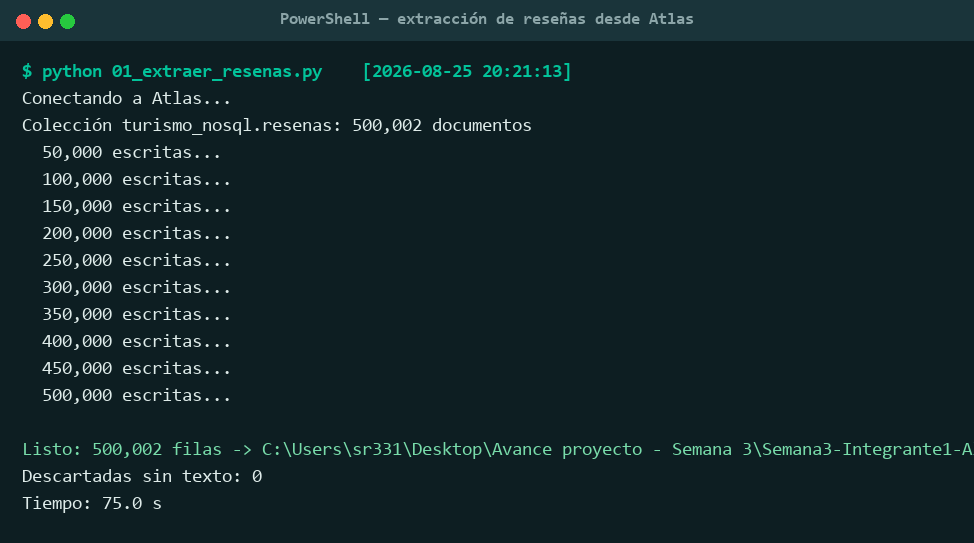 PowerShell — extracción de reseñas desde Atlas
$ python 01_extraer_resenas.py    [2026-08-25 20:21:13]
Conectando a Atlas...
Colección turismo_nosql.resenas: 500,002 documentos
  50,000 escritas...
  100,000 escritas...
  150,000 escritas...
  200,000 escritas...
  250,000 escritas...
  300,000 escritas...
  350,000 escritas...
  400,000 escritas...
  450,000 escritas...
  500,000 escritas...
Listo: 500,002 filas -> C:\Users\sr331\Desktop\Avance proyecto - Semana 3\Semana3-Integrante1-A
Descartadas sin texto: 0
Tiempo: 75.0 s